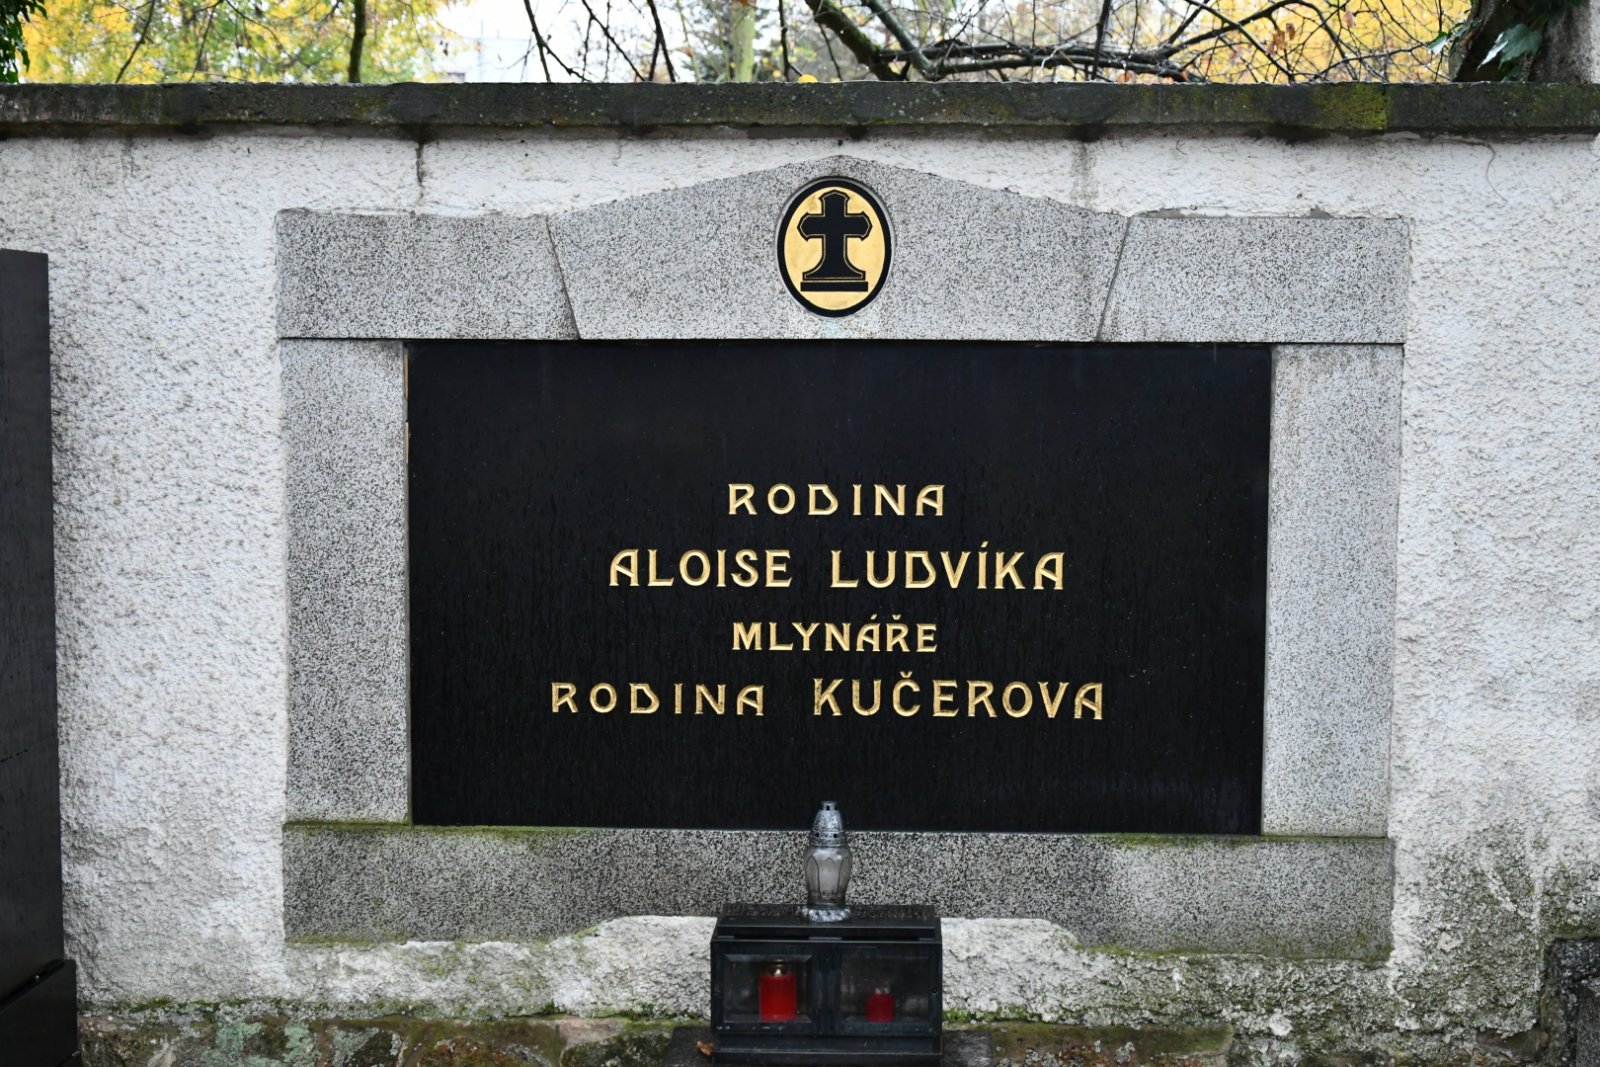 RODINA
ALOISE LUDVÍKA
MLYNÁŘE
RODINA KUČEROVA